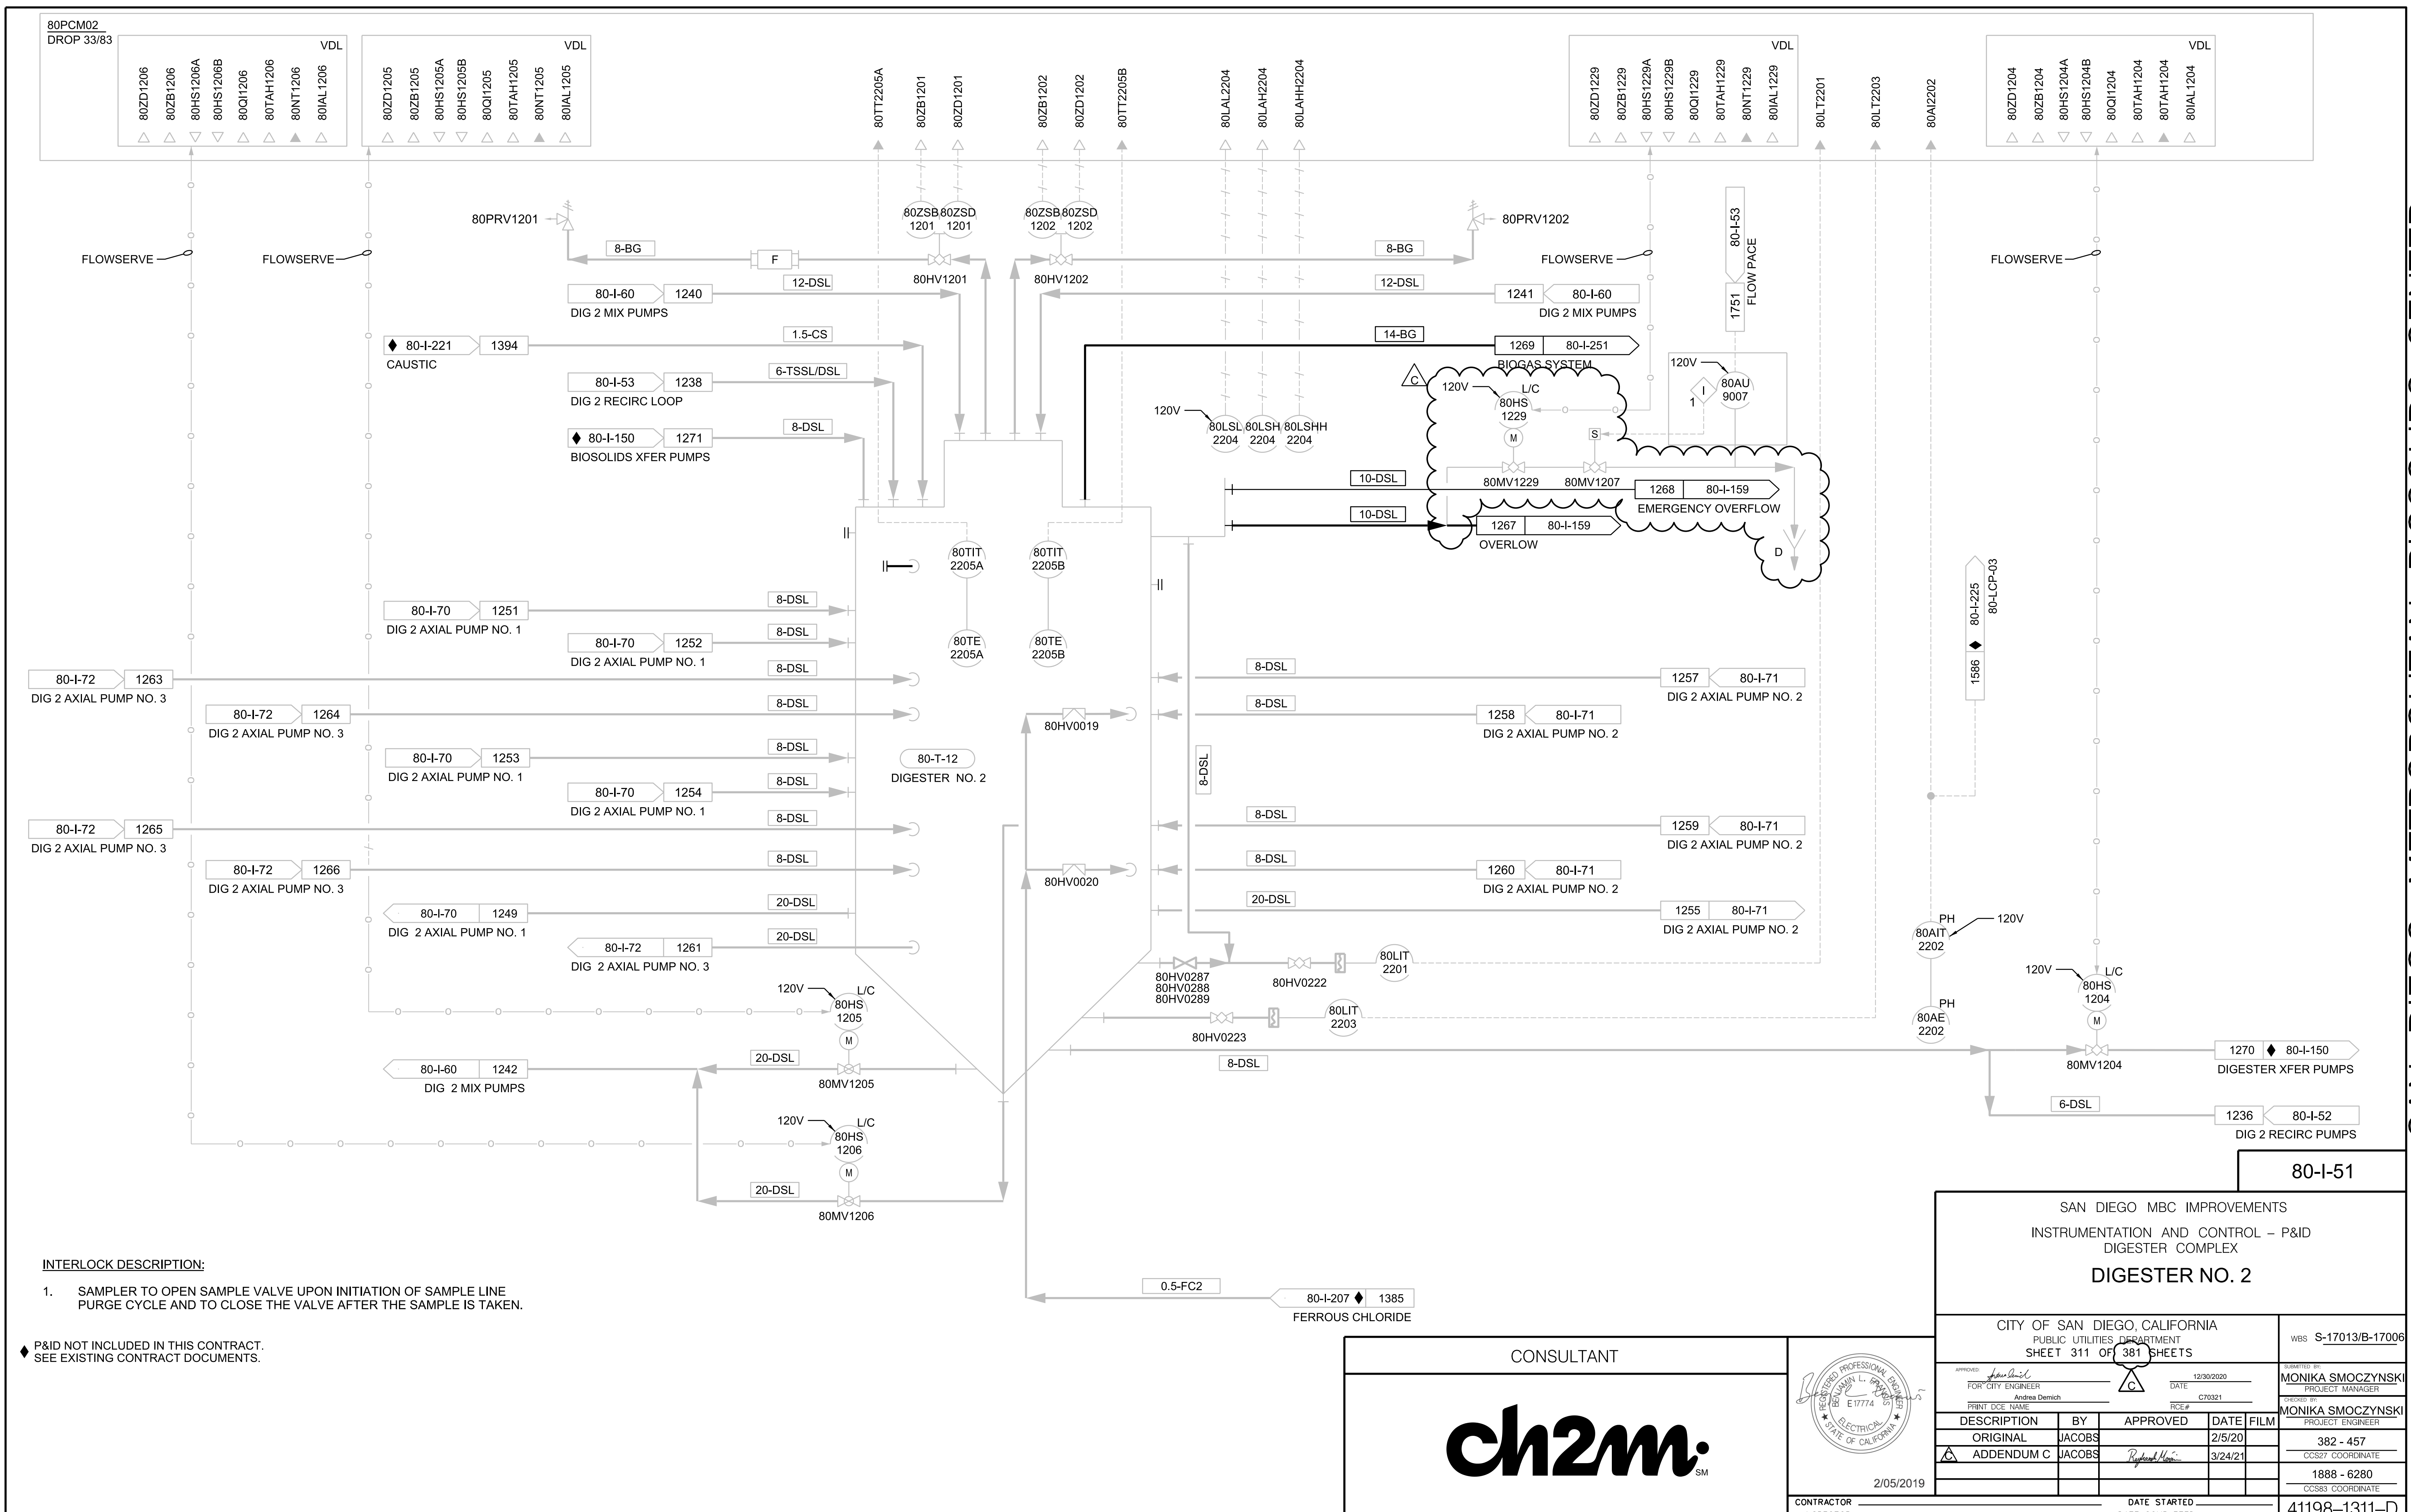 80PCM02
DROP 33/83
VDL
80ZD1206
80ZB1206
80HS1206A
80HS1206B
80QI1206
80TAH1206
80NT1206
80IAL1206
VDL
80ZD1205
80ZB1205
80HS1205A
80HS1205B
80QI1205
80TAH1205
80NT1205
80IAL1205
80TT2205A
80ZB1201
80ZD1201
80ZB1202
80ZD1202
80TT2205B
80LAL2204
80LAH2204
80LAHH2204
VDL
80ZD1229
80ZB1229
80HS1229A
80HS1229B
80QI1229
80TAH1229
80NT1229
80IAL1229
80LT2201
80LT2203
80AI2202
VDL
80ZD1204
80ZB1204
80HS1204A
80HS1204B
80QI1204
80TAH1204
80TAH1204
80IAL1204
FLOWSERVE
FLOWSERVE
FLOWSERVE
FLOWSERVE
80PRV1201
8-BG
F
80ZSB 1201
80ZSD 1201
80HV1201
80ZSB 1202
80ZSD 1202
80HV1202
8-BG
80PRV1202
80-I-60 1240
12-DSL
DIG 2 MIX PUMPS
12-DSL
1241 80-I-60
DIG 2 MIX PUMPS
80-I-221 1394
1.5-CS
CAUSTIC
14-BG
1269 80-I-251
BIOGAS SYSTEM
80-I-53 1238
6-TSSL/DSL
DIG 2 RECIRC LOOP
80-I-150 1271
8-DSL
BIOSOLIDS XFER PUMPS
80-I-53
1751
FLOW PACE
120V
80LSL 2204
80LSH 2204
80LSHH 2204
C
120V
L/C
80HS 1229
M
S
120V
I
1
80AU 9007
80MV1229
80MV1207
10-DSL
1268 80-I-159
EMERGENCY OVERFLOW
10-DSL
1267 80-I-159
OVERLOW
D
80TIT 2205A
80TIT 2205B
80TE 2205A
80TE 2205B
80-I-70 1251
8-DSL
DIG 2 AXIAL PUMP NO. 1
80-I-70 1252
8-DSL
DIG 2 AXIAL PUMP NO. 1
80-I-72 1263
8-DSL
DIG 2 AXIAL PUMP NO. 3
80-I-72 1264
8-DSL
DIG 2 AXIAL PUMP NO. 3
80-I-70 1253
8-DSL
DIG 2 AXIAL PUMP NO. 1
80-I-70 1254
8-DSL
DIG 2 AXIAL PUMP NO. 1
80-I-72 1265
8-DSL
DIG 2 AXIAL PUMP NO. 3
80-I-72 1266
8-DSL
DIG 2 AXIAL PUMP NO. 3
80-I-70 1249
20-DSL
DIG 2 AXIAL PUMP NO. 1
80-I-72 1261
20-DSL
DIG 2 AXIAL PUMP NO. 3
80-T-12
DIGESTER NO. 2
80HV0019
80HV0020
8-DSL
8-DSL
1257 80-I-71
DIG 2 AXIAL PUMP NO. 2
8-DSL
1258 80-I-71
DIG 2 AXIAL PUMP NO. 2
8-DSL
1259 80-I-71
DIG 2 AXIAL PUMP NO. 2
8-DSL
1260 80-I-71
DIG 2 AXIAL PUMP NO. 2
20-DSL
1255 80-I-71
DIG 2 AXIAL PUMP NO. 2
1586 80-I-225
80-LCP-03
80HV0287
80HV0288
80HV0289
80HV0222
80LIT 2201
80HV0223
80LIT 2203
8-DSL
PH
80AIT 2202
120V
PH
80AE 2202
120V
L/C
80HS 1204
M
80MV1204
1270 80-I-150
DIGESTER XFER PUMPS
6-DSL
1236 80-I-52
DIG 2 RECIRC PUMPS
120V
L/C
80HS 1205
M
80MV1205
80-I-60 1242
20-DSL
DIG 2 MIX PUMPS
120V
L/C
80HS 1206
M
20-DSL
80MV1206
0.5-FC2
80-I-207 1385
FERROUS CHLORIDE
INTERLOCK DESCRIPTION:
1. SAMPLER TO OPEN SAMPLE VALVE UPON INITIATION OF SAMPLE LINE
PURGE CYCLE AND TO CLOSE THE VALVE AFTER THE SAMPLE IS TAKEN.
P&ID NOT INCLUDED IN THIS CONTRACT.
SEE EXISTING CONTRACT DOCUMENTS.
CONSULTANT
ch2m: SM
REGISTERED PROFESSIONAL ENGINEER
BENJAMIN L.
E 17774
ELECTRICAL
STATE OF CALIFORNIA
2/05/2019
80-I-51
SAN DIEGO MBC IMPROVEMENTS
INSTRUMENTATION AND CONTROL – P&ID
DIGESTER COMPLEX
DIGESTER NO. 2
CITY OF SAN DIEGO, CALIFORNIA
PUBLIC UTILITIES DEPARTMENT
SHEET 311 OF 381 SHEETS
WBS S-17013/B-17006
APPROVED:
FOR CITY ENGINEER
C
12/30/2020
DATE
Andrea Demich
PRINT DCE NAME
C70321
RCE#
SUBMITTED BY:
MONIKA SMOCZYNSKI
PROJECT MANAGER
CHECKED BY:
MONIKA SMOCZYNSKI
PROJECT ENGINEER
DESCRIPTION BY APPROVED DATE FILM
ORIGINAL JACOBS 2/5/20
C ADDENDUM C JACOBS 3/24/21
382 - 457
CCS27 COORDINATE
1888 - 6280
CCS83 COORDINATE
CONTRACTOR
DATE STARTED
41198–1311–D